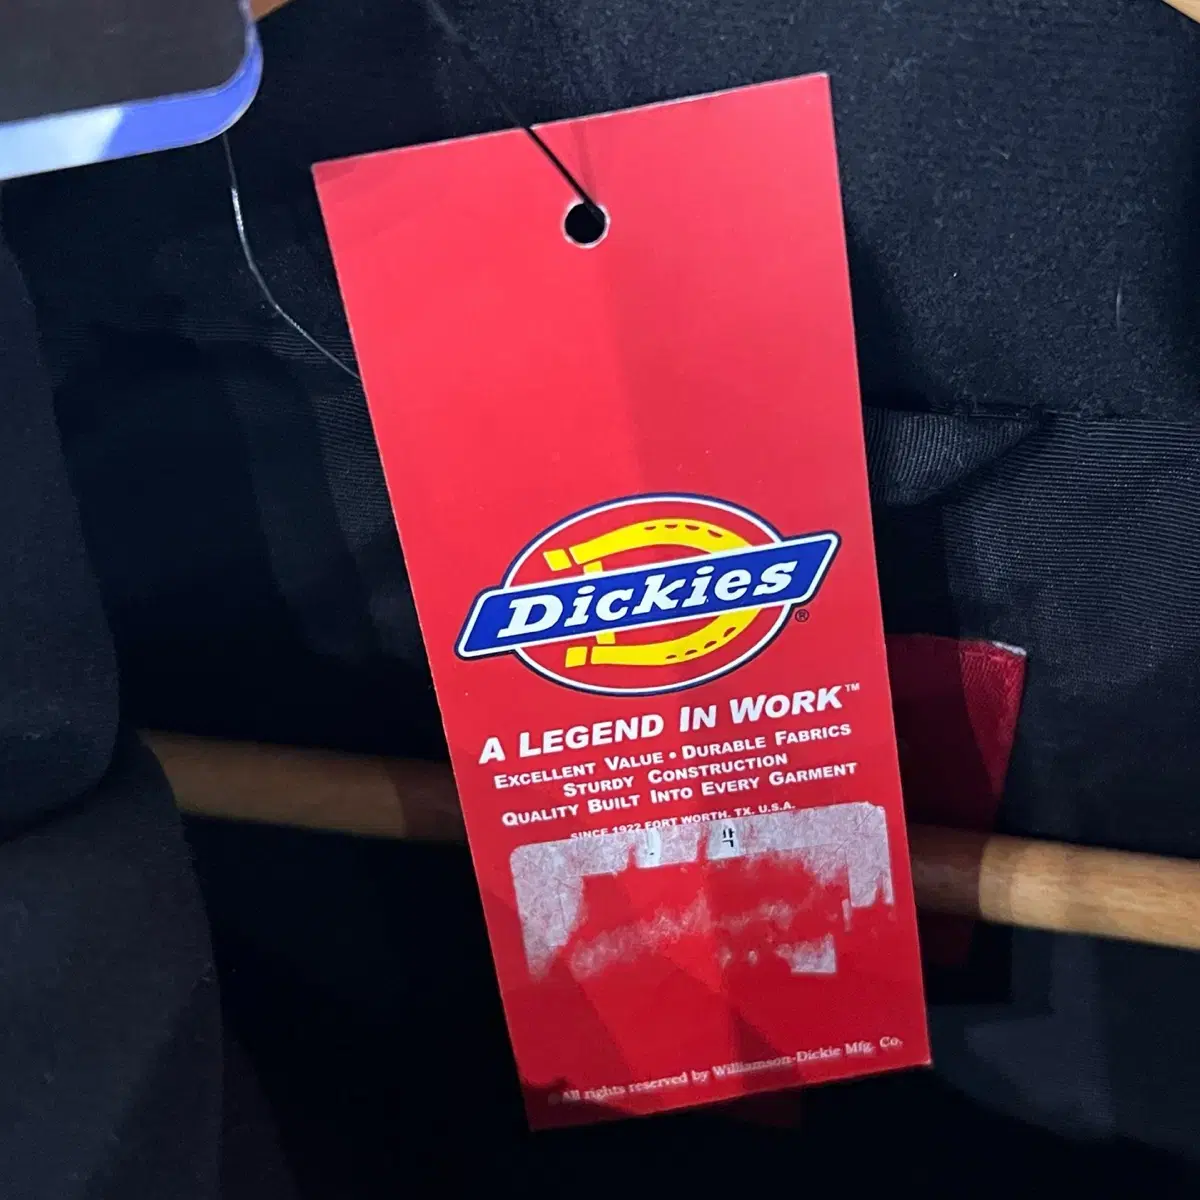 Dickies®
A LEGEND IN WORK™
EXCELLENT VALUE • DURABLE FABRICS
STURDY CONSTRUCTION
QUALITY BUILT INTO EVERY GARMENT
SINCE 1922 FORT WORTH, TX. U.S.A.
All rights reserved by Williamson-Dickie Mfg. Co.